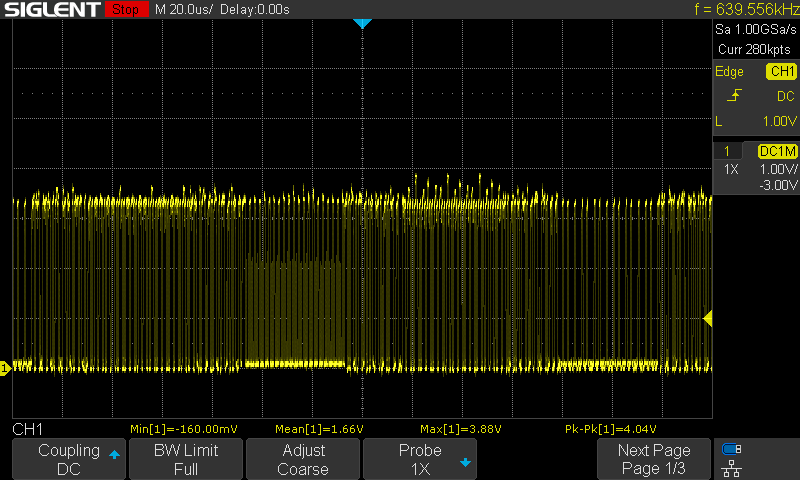 SIGLENT Stop M 20.0us/ Delay:0.00s f = 639.556kHz
Sa 1.00GSa/s
Curr 280kpts
Edge CH1
DC
L 1.00V
1 DC1M
1X 1.00V/
-3.00V
1
CH1 Min[1]=-160.00mV Mean[1]=1.66V Max[1]=3.88V Pk-Pk[1]=4.04V
Coupling BW Limit Adjust Probe Next Page
DC Full Coarse 1X Page 1/3